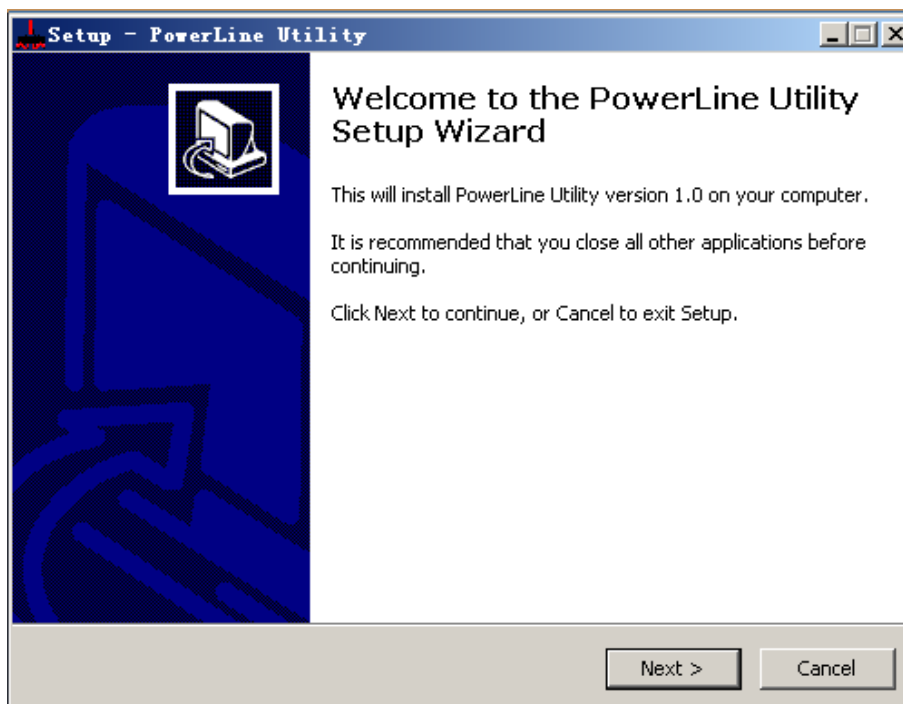 Setup - PowerLine Utility
Welcome to the PowerLine Utility
Setup Wizard
This will install PowerLine Utility version 1.0 on your computer.
It is recommended that you close all other applications before
continuing.
Click Next to continue, or Cancel to exit Setup.
Next >
Cancel